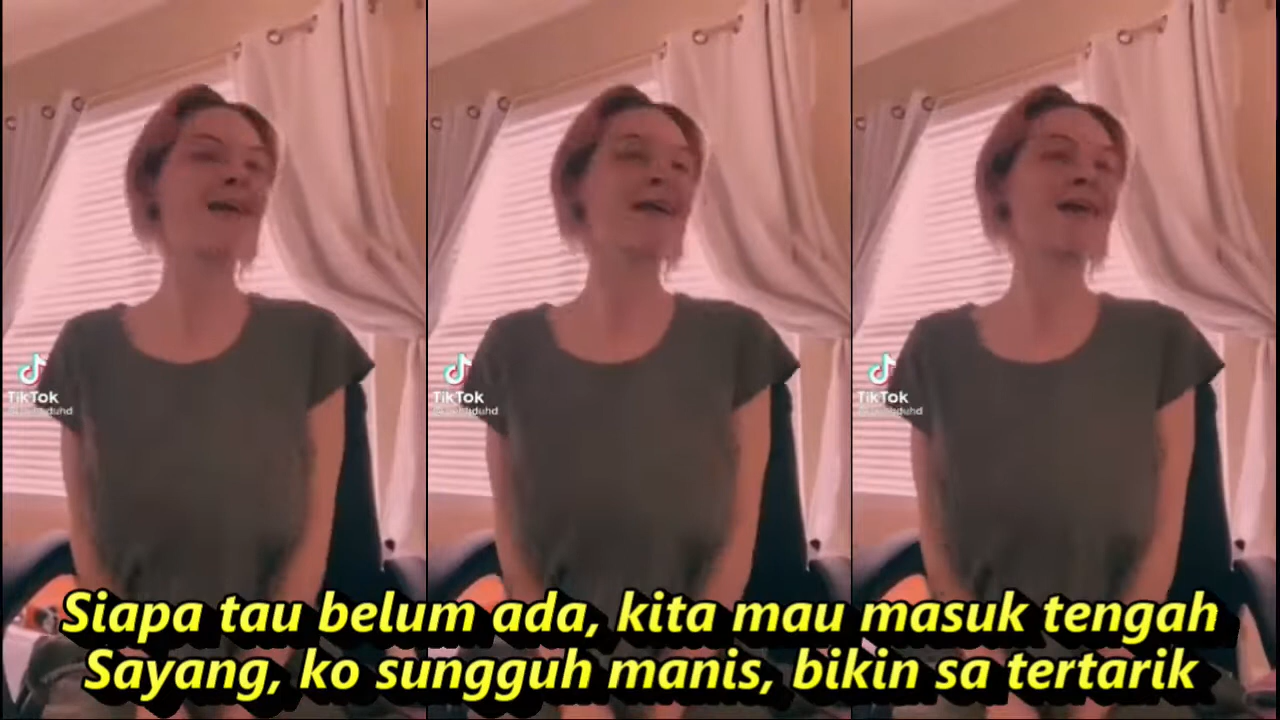 TikTok
TikTok
TikTok
Siapa tau belum ada, kita mau masuk tengah
Sayang, ko sungguh manis, bikin sa tertarik